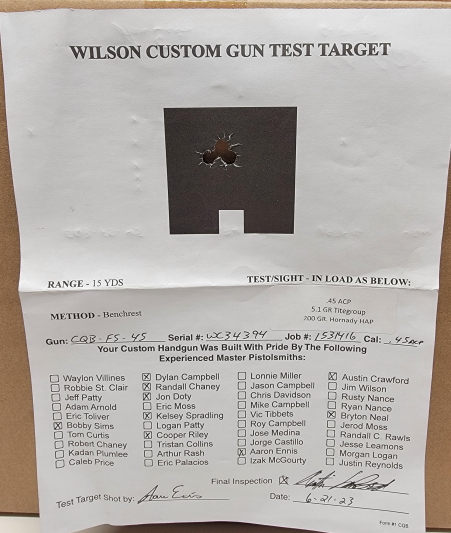 WILSON CUSTOM GUN TEST TARGET
RANGE - 15 YDS
TEST/SIGHT - IN LOAD AS BELOW:
METHOD - Benchrest
.45 ACP
5.1 GR Titegroup
200 GR. Hornady HAP
Gun: CQB-FS-45 Serial #: WC34394 Job #: 1537416 Cal: .45ACP
Your Custom Handgun Was Built With Pride By The Following
Experienced Master Pistolsmiths:
Waylon Villines
Robbie St. Clair
Jeff Patty
Adam Arnold
Eric Toliver
X Bobby Sims
Tom Curtis
Robert Chaney
Kadan Plumlee
Caleb Price
X Dylan Campbell
X Randall Chaney
X Jon Doty
Eric Moss
X Kelsey Spradling
Logan Patty
X Cooper Riley
Tristan Collins
Arthur Rash
Eric Palacios
Lonnie Miller
Jason Campbell
Chris Davidson
Mike Campbell
Vic Tibbets
Roy Campbell
Jose Medina
Jorge Castillo
X Aaron Ennis
Izak McGourty
X Austin Crawford
Jim Wilson
Rusty Nance
Ryan Nance
X Bryton Neal
Jerod Moss
Randall C. Rawls
Jesse Leamons
Morgan Logan
Justin Reynolds
Final Inspection X
Test Target Shot by: Aaron Ennis Date: 6-21-23
Form #1 CQB